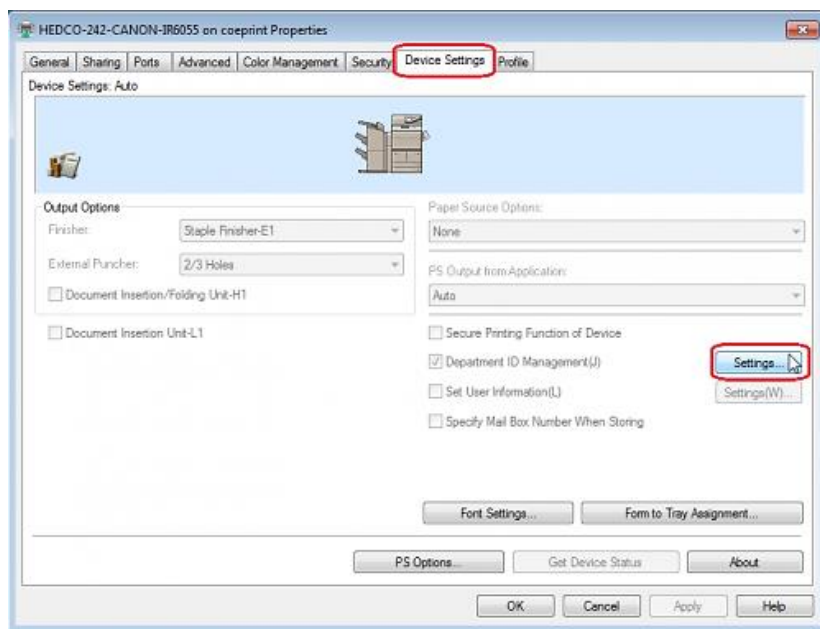 HEDCO-242-CANON-IR6055 on coeprint Properties
General Sharing Ports Advanced Color Management Security Device Settings Profile
Device Settings: Auto
Output Options
Finisher: Staple Finisher-E1
External Puncher: 2/3 Holes
Document Insertion/Folding Unit-H1
Document Insertion Unit-L1
Paper Source Options:
None
PS Output from Application:
Auto
Secure Printing Function of Device
Department ID Management(J) Settings...
Set User Information(L) Settings(W)...
Specify Mail Box Number When Storing
Font Settings... Form to Tray Assignment...
PS Options... Get Device Status About
OK Cancel Apply Help